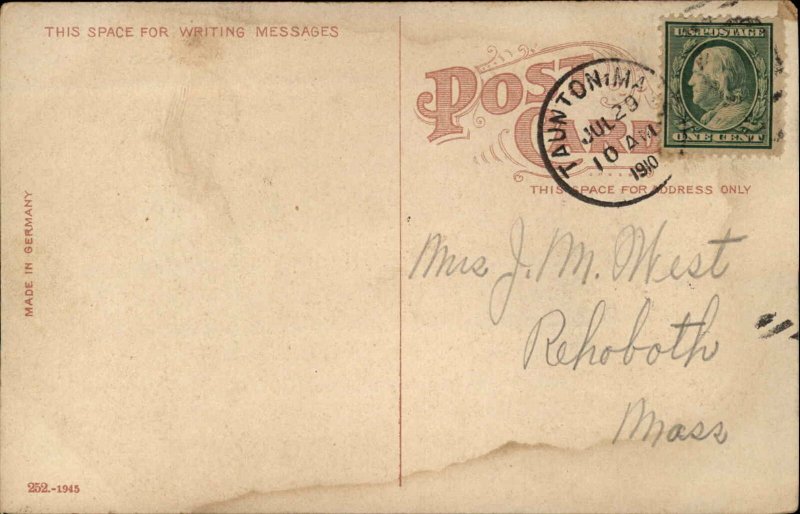 THIS SPACE FOR WRITING MESSAGES
POST CARD
THIS SPACE FOR ADDRESS ONLY
U.S. POSTAGE
ONE CENT
TAUNTON, MA
JUL 29
10 AM
1910
MADE IN GERMANY
Mrs J. M. West
Rehoboth
Mass
252.-1945